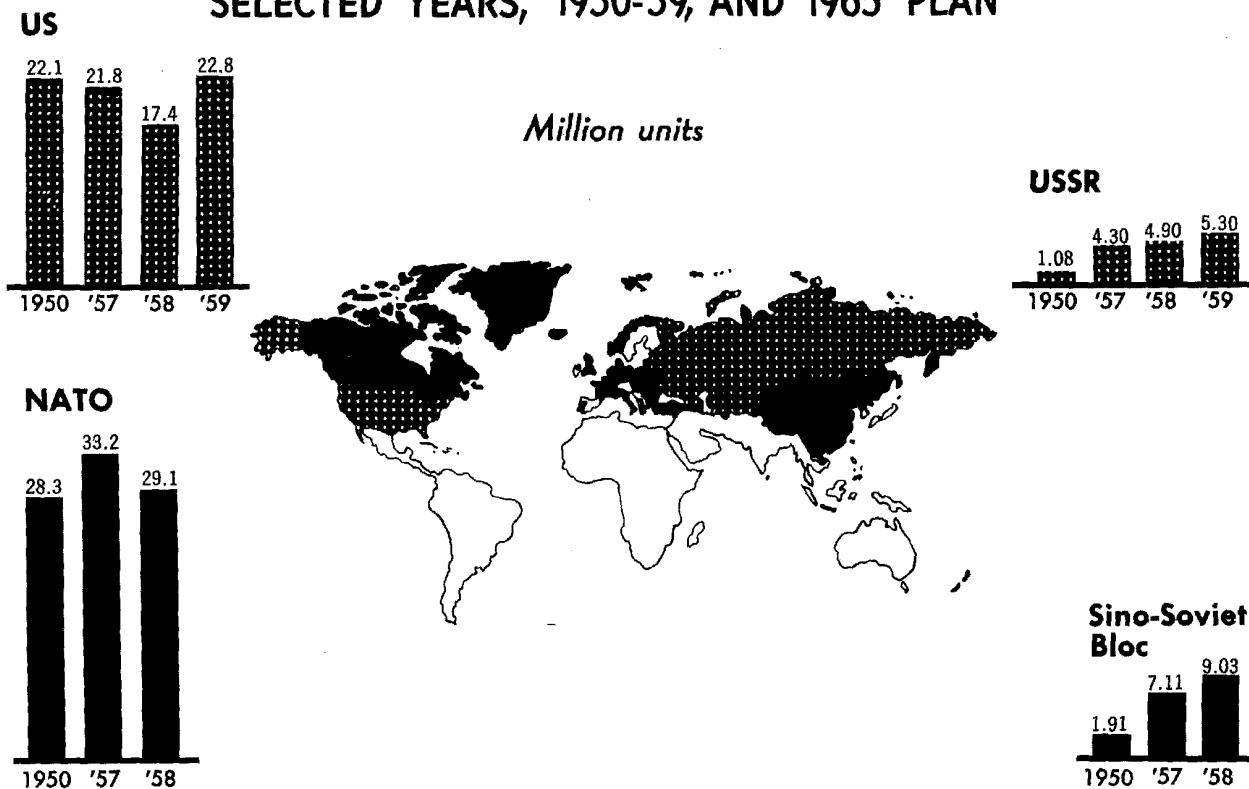 SELECTED YEARS, 1950-59, AND 1965 PLAN
US
22.1 21.8 17.4 22.8
1950 '57 '58 '59
Million units
USSR
1.08 4.30 4.90 5.30
1950 '57 '58 '59
NATO
28.3 33.2 29.1
1950 '57 '58
Sino-Soviet
Bloc
1.91 7.11 9.03
1950 '57 '58